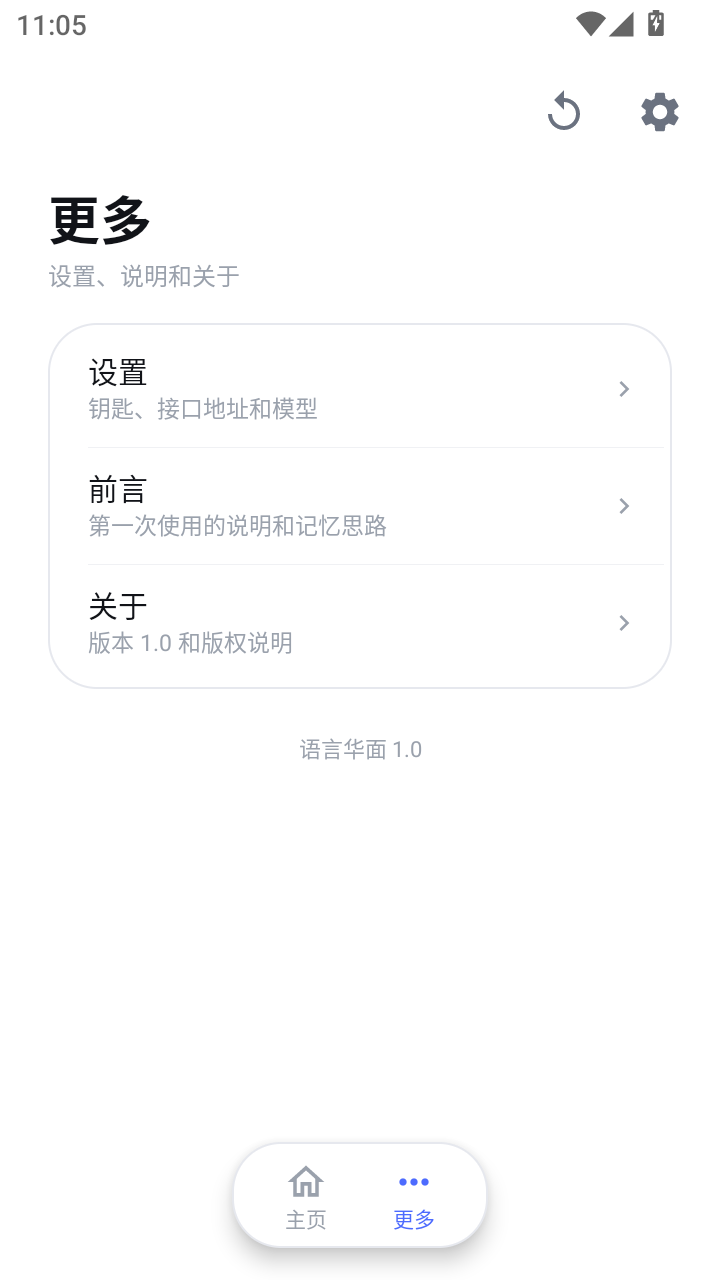 11:05
更多
设置、说明和关于
设置
钥匙、接口地址和模型
前言
第一次使用的说明和记忆思路
关于
版本 1.0 和版权说明
语言华面 1.0
主页
更多